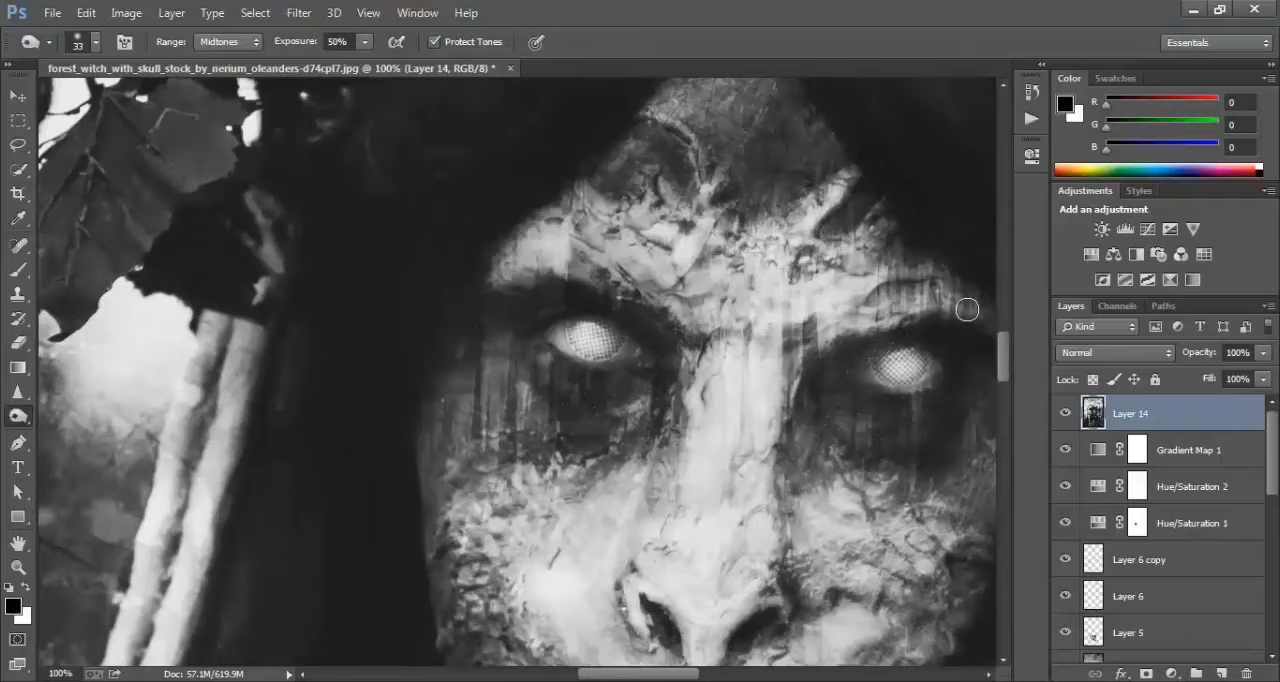 Ps File Edit Image Layer Type Select Filter 3D View Window Help
33 Range: Midtones Exposure: 50% Protect Tones Essentials
forest_witch_with_skull_stock_by_nerium_oleanders-d74cpf7.jpg @ 100% (Layer 14, RGB/8) *
Color Swatches
R 0
G 0
B 0
Adjustments Styles
Add an adjustment
Layers Channels Paths
Kind
Normal Opacity: 100%
Lock: Fill: 100%
Layer 14
Gradient Map 1
Hue/Saturation 2
Hue/Saturation 1
Layer 6 copy
Layer 6
Layer 5
100% Doc: 57.1M/619.9M